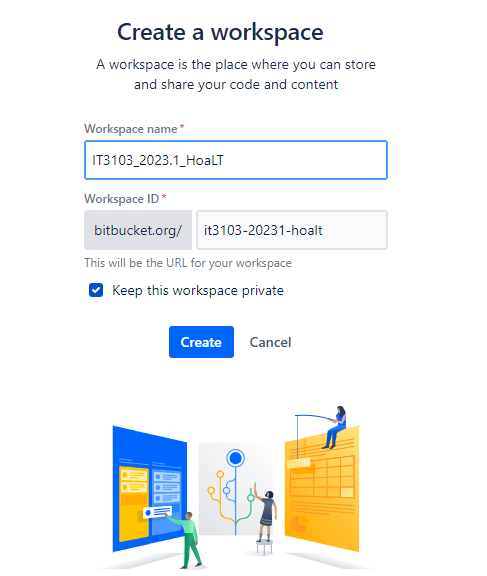 Create a workspace
A workspace is the place where you can store
and share your code and content
Workspace name*
IT3103_2023.1_HoaLT
Workspace ID*
bitbucket.org/ it3103-20231-hoalt
This will be the URL for your workspace
Keep this workspace private
Create Cancel